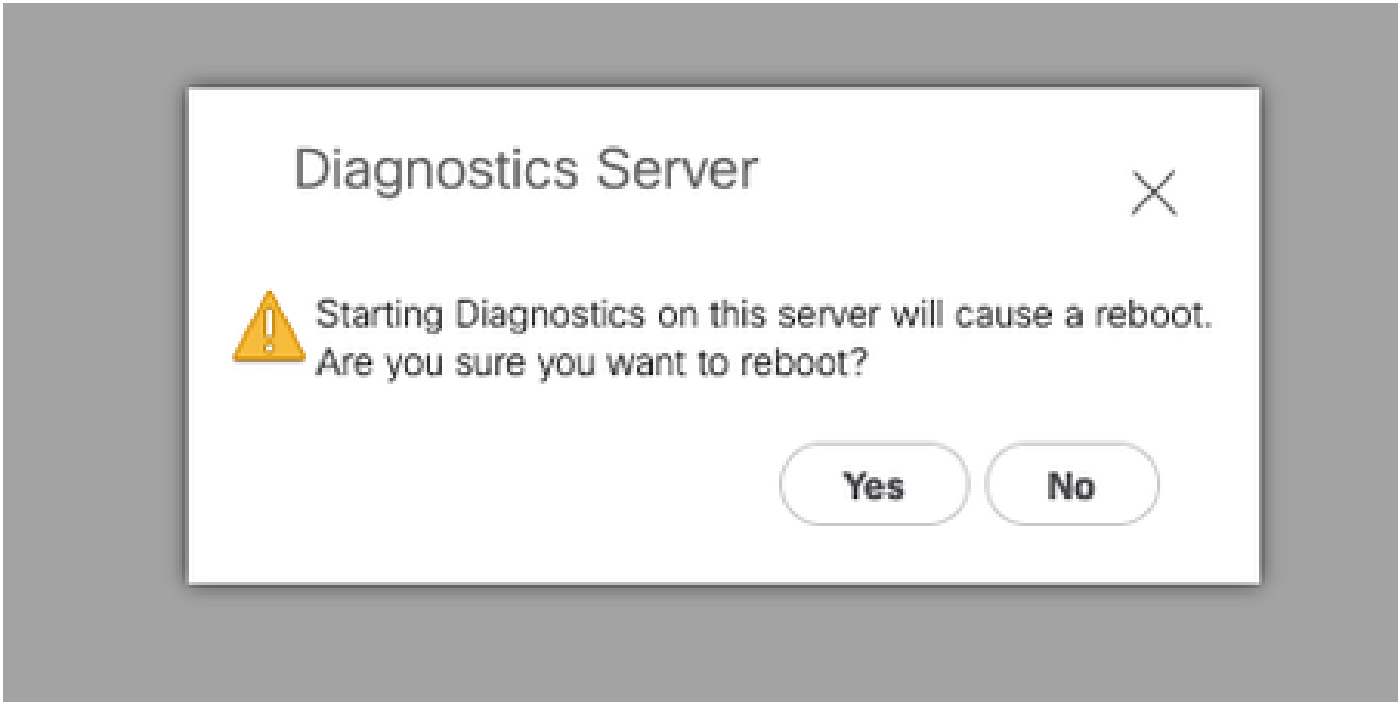 Diagnostics Server
Starting Diagnostics on this server will cause a reboot.
Are you sure you want to reboot?
Yes No